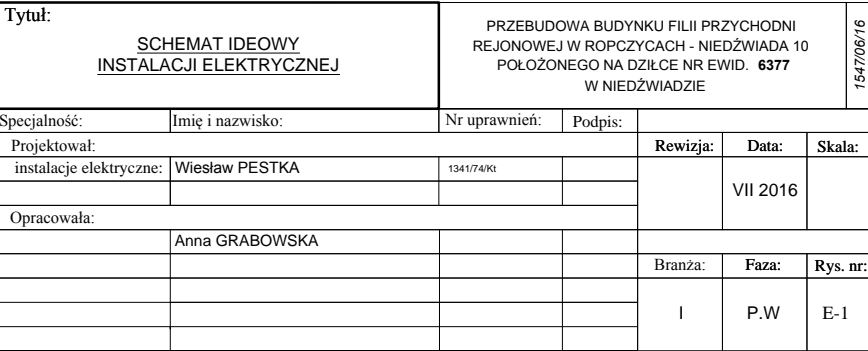 Tytuł:
SCHEMAT IDEOWY
INSTALACJI ELEKTRYCZNEJ
PRZEBUDOWA BUDYNKU FILII PRZYCHODNI
REJONOWEJ W ROPCZYCACH - NIEDŹWIADA 10
POŁOŻONEGO NA DZIŁCE NR EWID. 6377
W NIEDŹWIADZIE
1547/06/16
Specjalność: Imię i nazwisko: Nr uprawnień: Podpis:
Projektował: Rewizja: Data: Skala:
instalacje elektryczne: Wiesław PESTKA 1341/74/Kt
VII 2016
Opracowała:
Anna GRABOWSKA
Branża: Faza: Rys. nr:
I P.W E-1